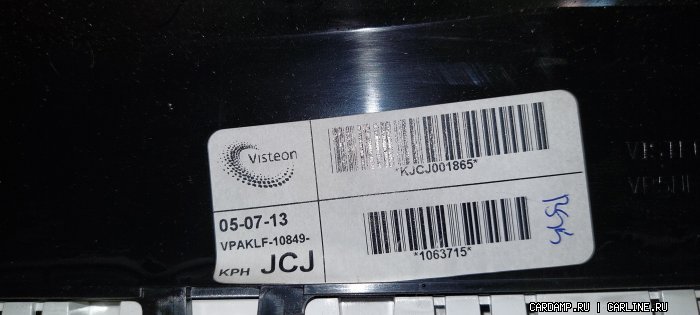 Visteon
*KJCJ001865*
05-07-13
VPAKLF-10849-
KPH JCJ
*1063715*
CARDAMP.RU | CARLINE.RU